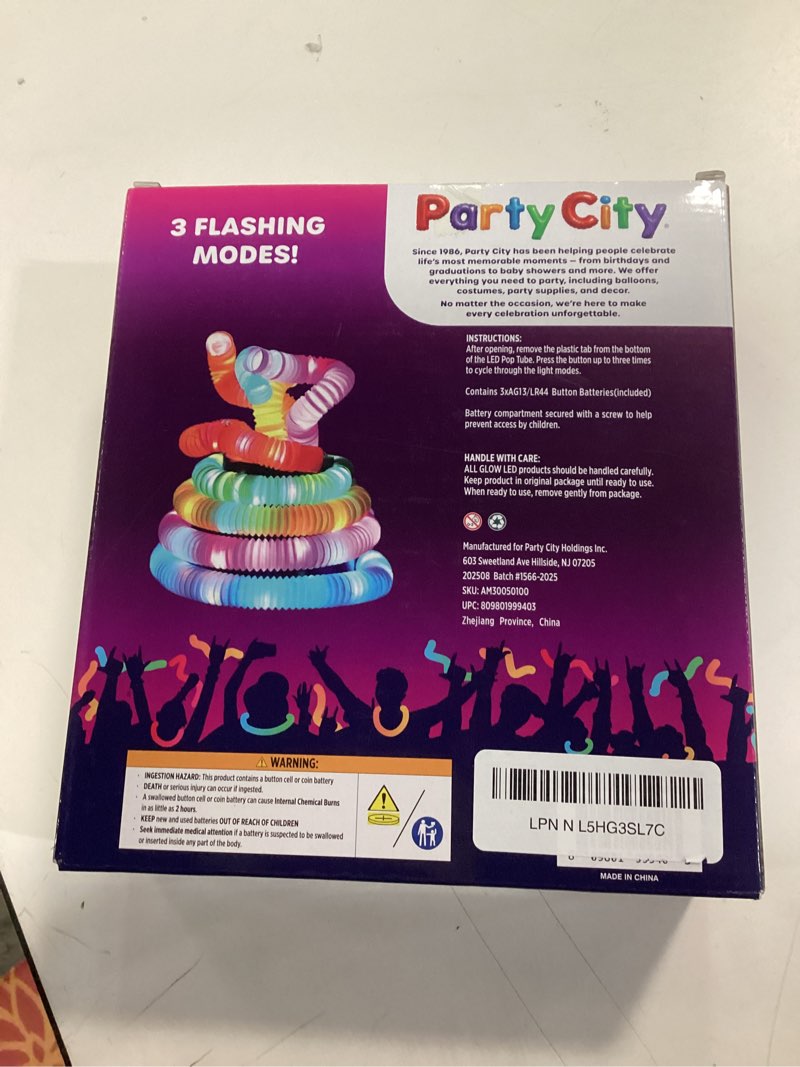 3 FLASHING
MODES!
Party City
Since 1986, Party City has been helping people celebrate
life's most memorable moments – from birthdays and
graduations to baby showers and more. We offer
everything you need to party, including balloons,
costumes, party supplies, and decor.
No matter the occasion, we're here to make
every celebration unforgettable.
INSTRUCTIONS:
After opening, remove the plastic tab from the bottom
of the LED Pop Tube. Press the button up to three times
to cycle through the light modes.
Contains 3xAG13/LR44 Button Batteries(included)
Battery compartment secured with a screw to help
prevent access by children.
HANDLE WITH CARE:
ALL GLOW LED products should be handled carefully.
Keep product in original package until ready to use.
When ready to use, remove gently from package.
Manufactured for Party City Holdings Inc.
603 Sweetland Ave Hillside, NJ 07205
202508 Batch #1566-2025
SKU: AM30050100
UPC: 809801999403
Zhejiang Province, China
WARNING:
· INGESTION HAZARD: This product contains a button cell or coin battery
· DEATH or serious injury can occur if ingested.
· A swallowed button cell or coin battery can cause Internal Chemical Burns
in as little as 2 hours.
· KEEP new and used batteries OUT OF REACH OF CHILDREN
· Seek immediate medical attention if a battery is suspected to be swallowed
or inserted inside any part of the body.
LPN N L5HG3SL7C
MADE IN CHINA